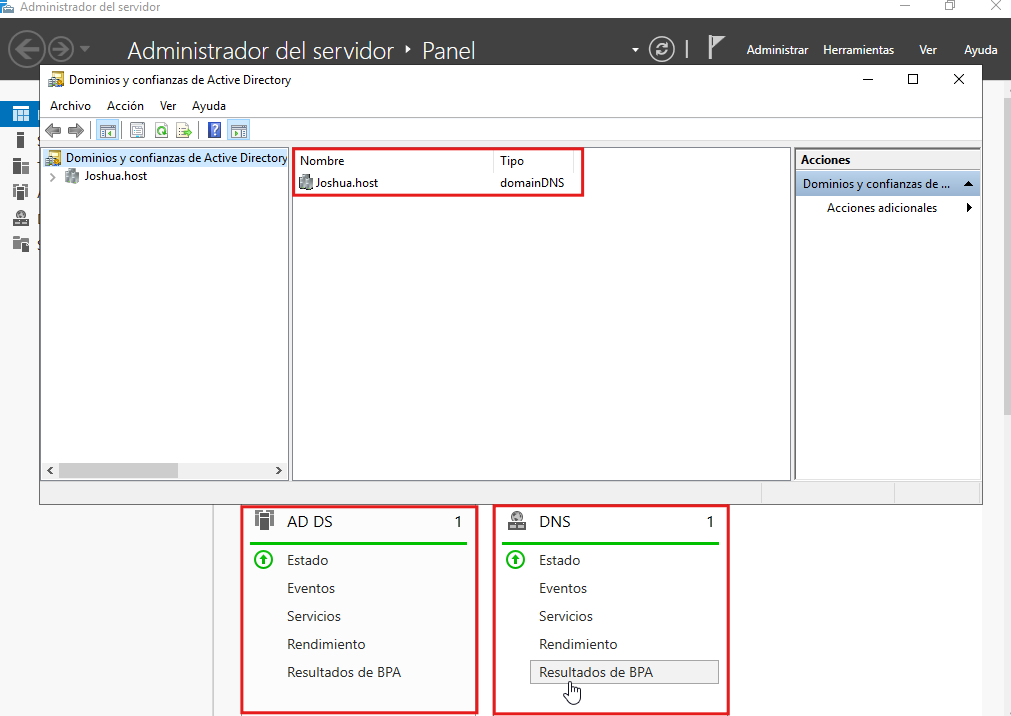 Administrador del servidor
Administrador del servidor ‣ Panel
Administrar Herramientas Ver Ayuda
Dominios y confianzas de Active Directory
Archivo Acción Ver Ayuda
Dominios y confianzas de Active Directory
Joshua.host
Nombre Tipo
Joshua.host domainDNS
Acciones
Dominios y confianzas de ...
Acciones adicionales
AD DS 1
Estado
Eventos
Servicios
Rendimiento
Resultados de BPA
DNS 1
Estado
Eventos
Servicios
Rendimiento
Resultados de BPA